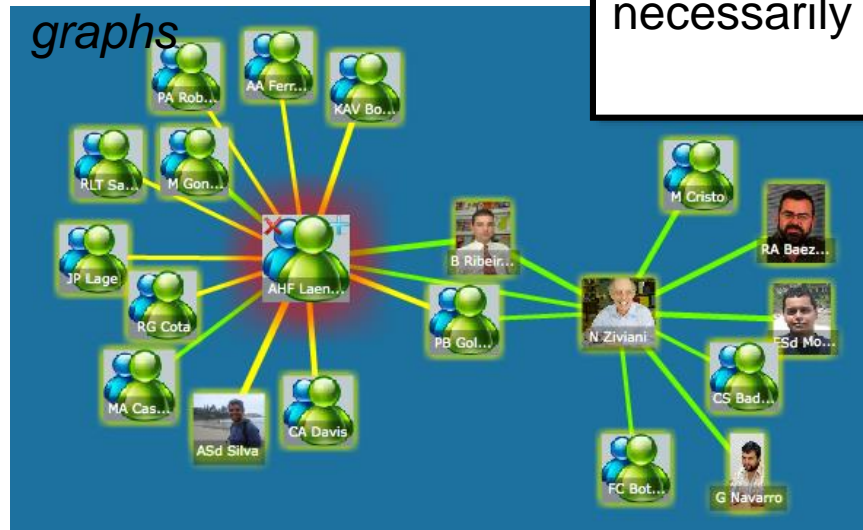 graphs
necessarily
PA Rob...
AA Ferr...
KAV Bo...
RLT Sa...
M Gon...
M Cristo
RA Baez...
B Ribeir...
JP Lage
AHF Laen...
RG Cota
PB Gol...
N Ziviani
ESd Mo...
MA Cas...
CS Bad...
ASd Silva
CA Davis
FC Bot...
G Navarro